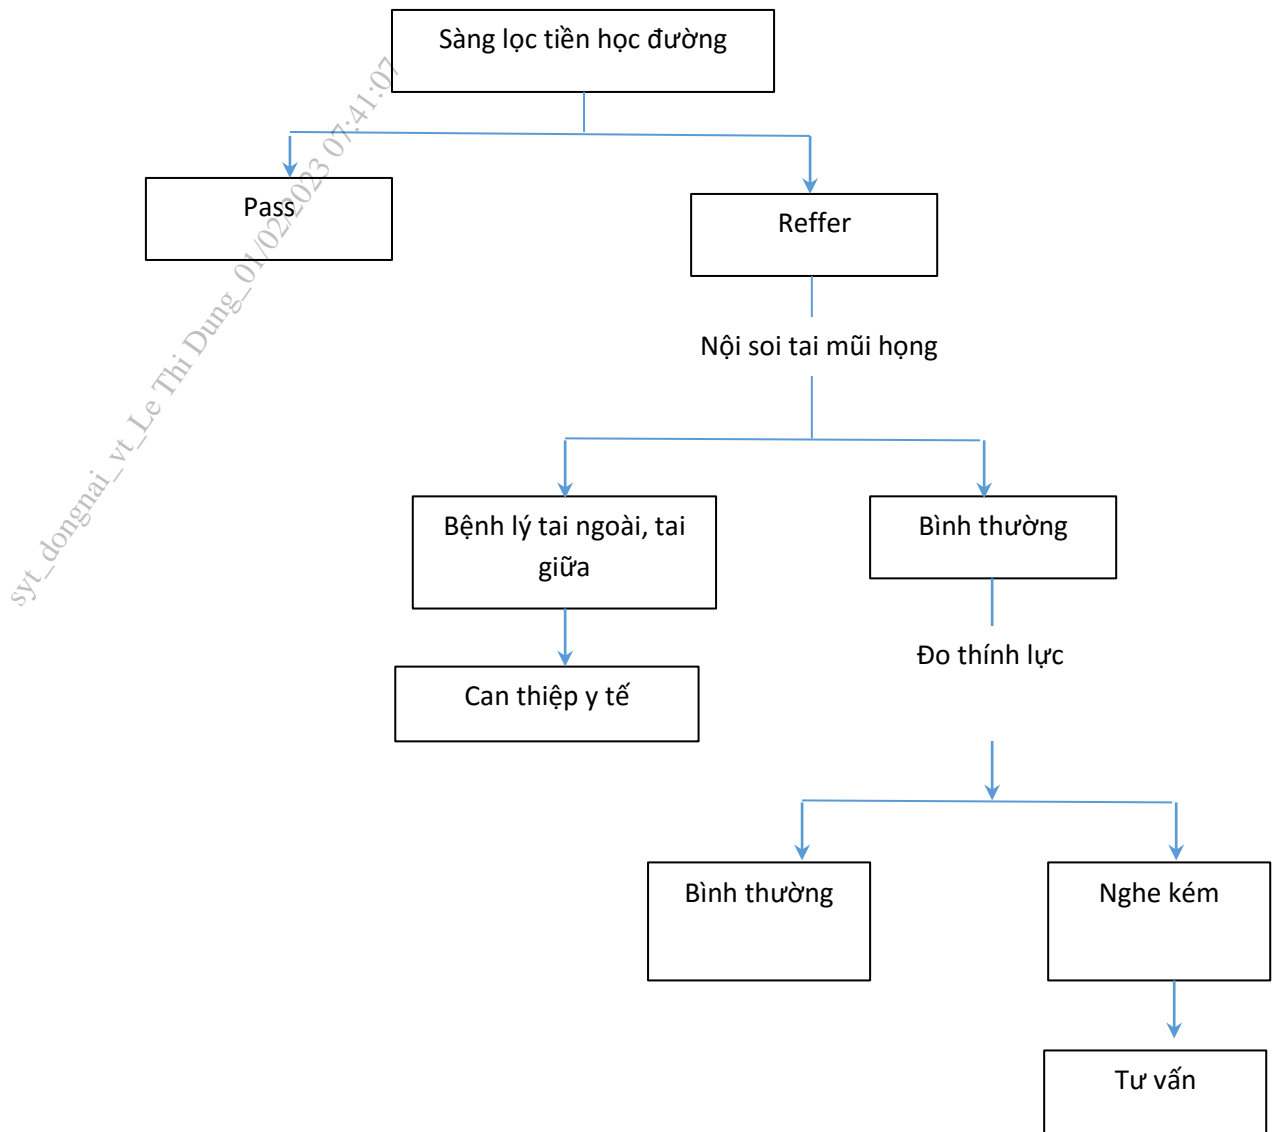 Sàng lọc tiền học đường
syt_dongnai_vt_Le Thi Dung_01/02/2023 07:41:07
Pass
Reffer
Nội soi tai mũi họng
Bệnh lý tai ngoài, tai
giữa
Bình thường
Can thiệp y tế
Đo thính lực
Bình thường
Nghe kém
Tư vấn